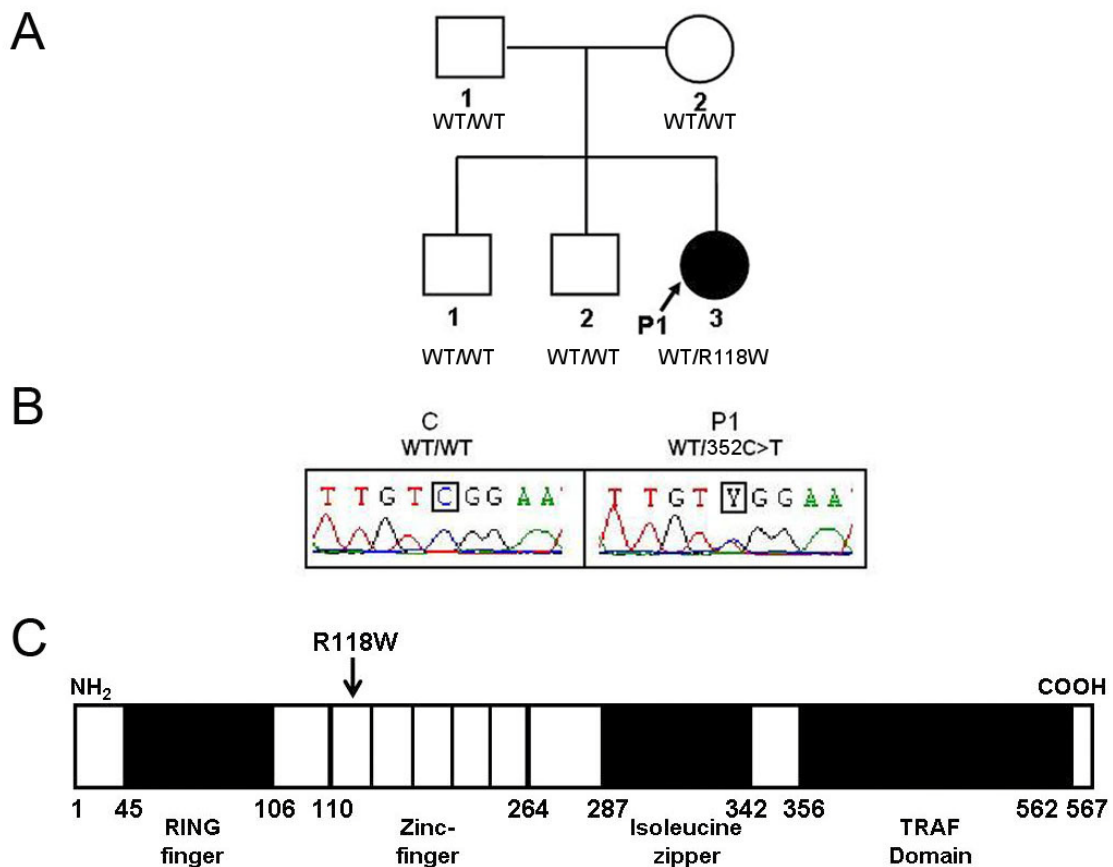 A
1
WT/WT
2
WT/WT
1
WT/WT
2
WT/WT
P1
3
WT/R118W
B
C
WT/WT
P1
WT/352C>T
T T G T C G G A A
T T G T Y G G A A
C
R118W
NH2
COOH
1 45 106 110 264 287 342 356 562 567
RING finger
Zinc-finger
Isoleucine zipper
TRAF Domain